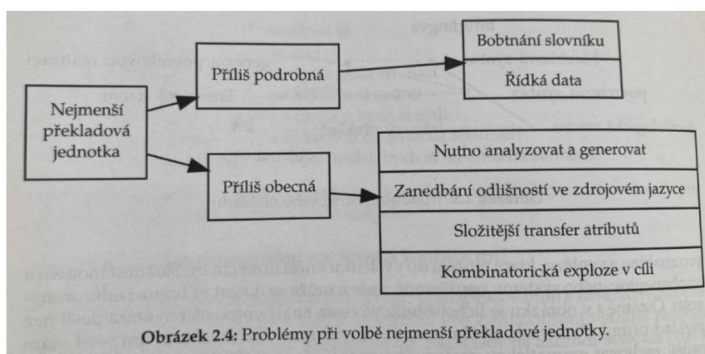 Nejmenší
překladová
jednotka
Příliš podrobná
Bobtnání slovníku
Řídká data
Příliš obecná
Nutno analyzovat a generovat
Zanedbání odlišností ve zdrojovém jazyce
Složitější transfer atributů
Kombinatorická exploze v cíli
Obrázek 2.4: Problémy při volbě nejmenší překladové jednotky.